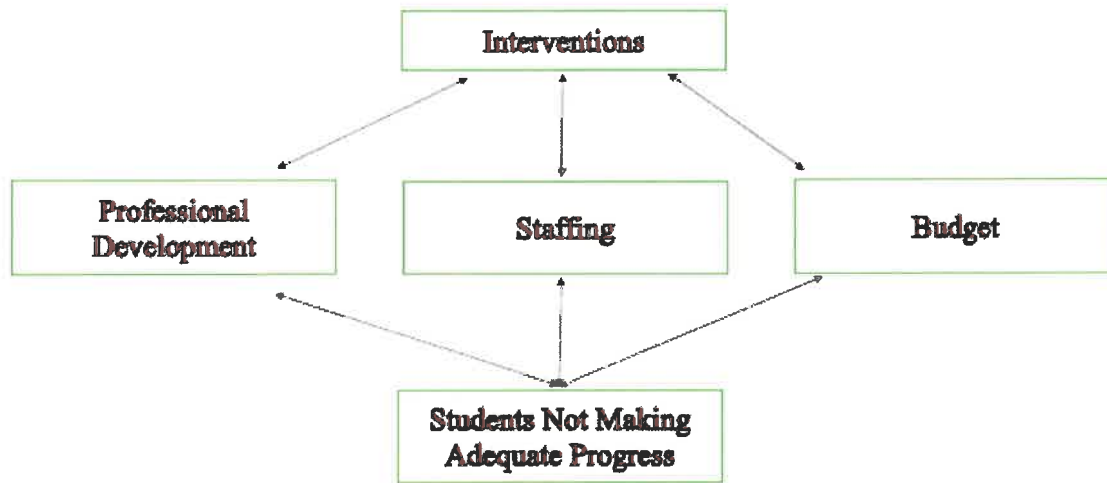 Interventions
Professional
Development
Staffing
Budget
Students Not Making
Adequate Progress